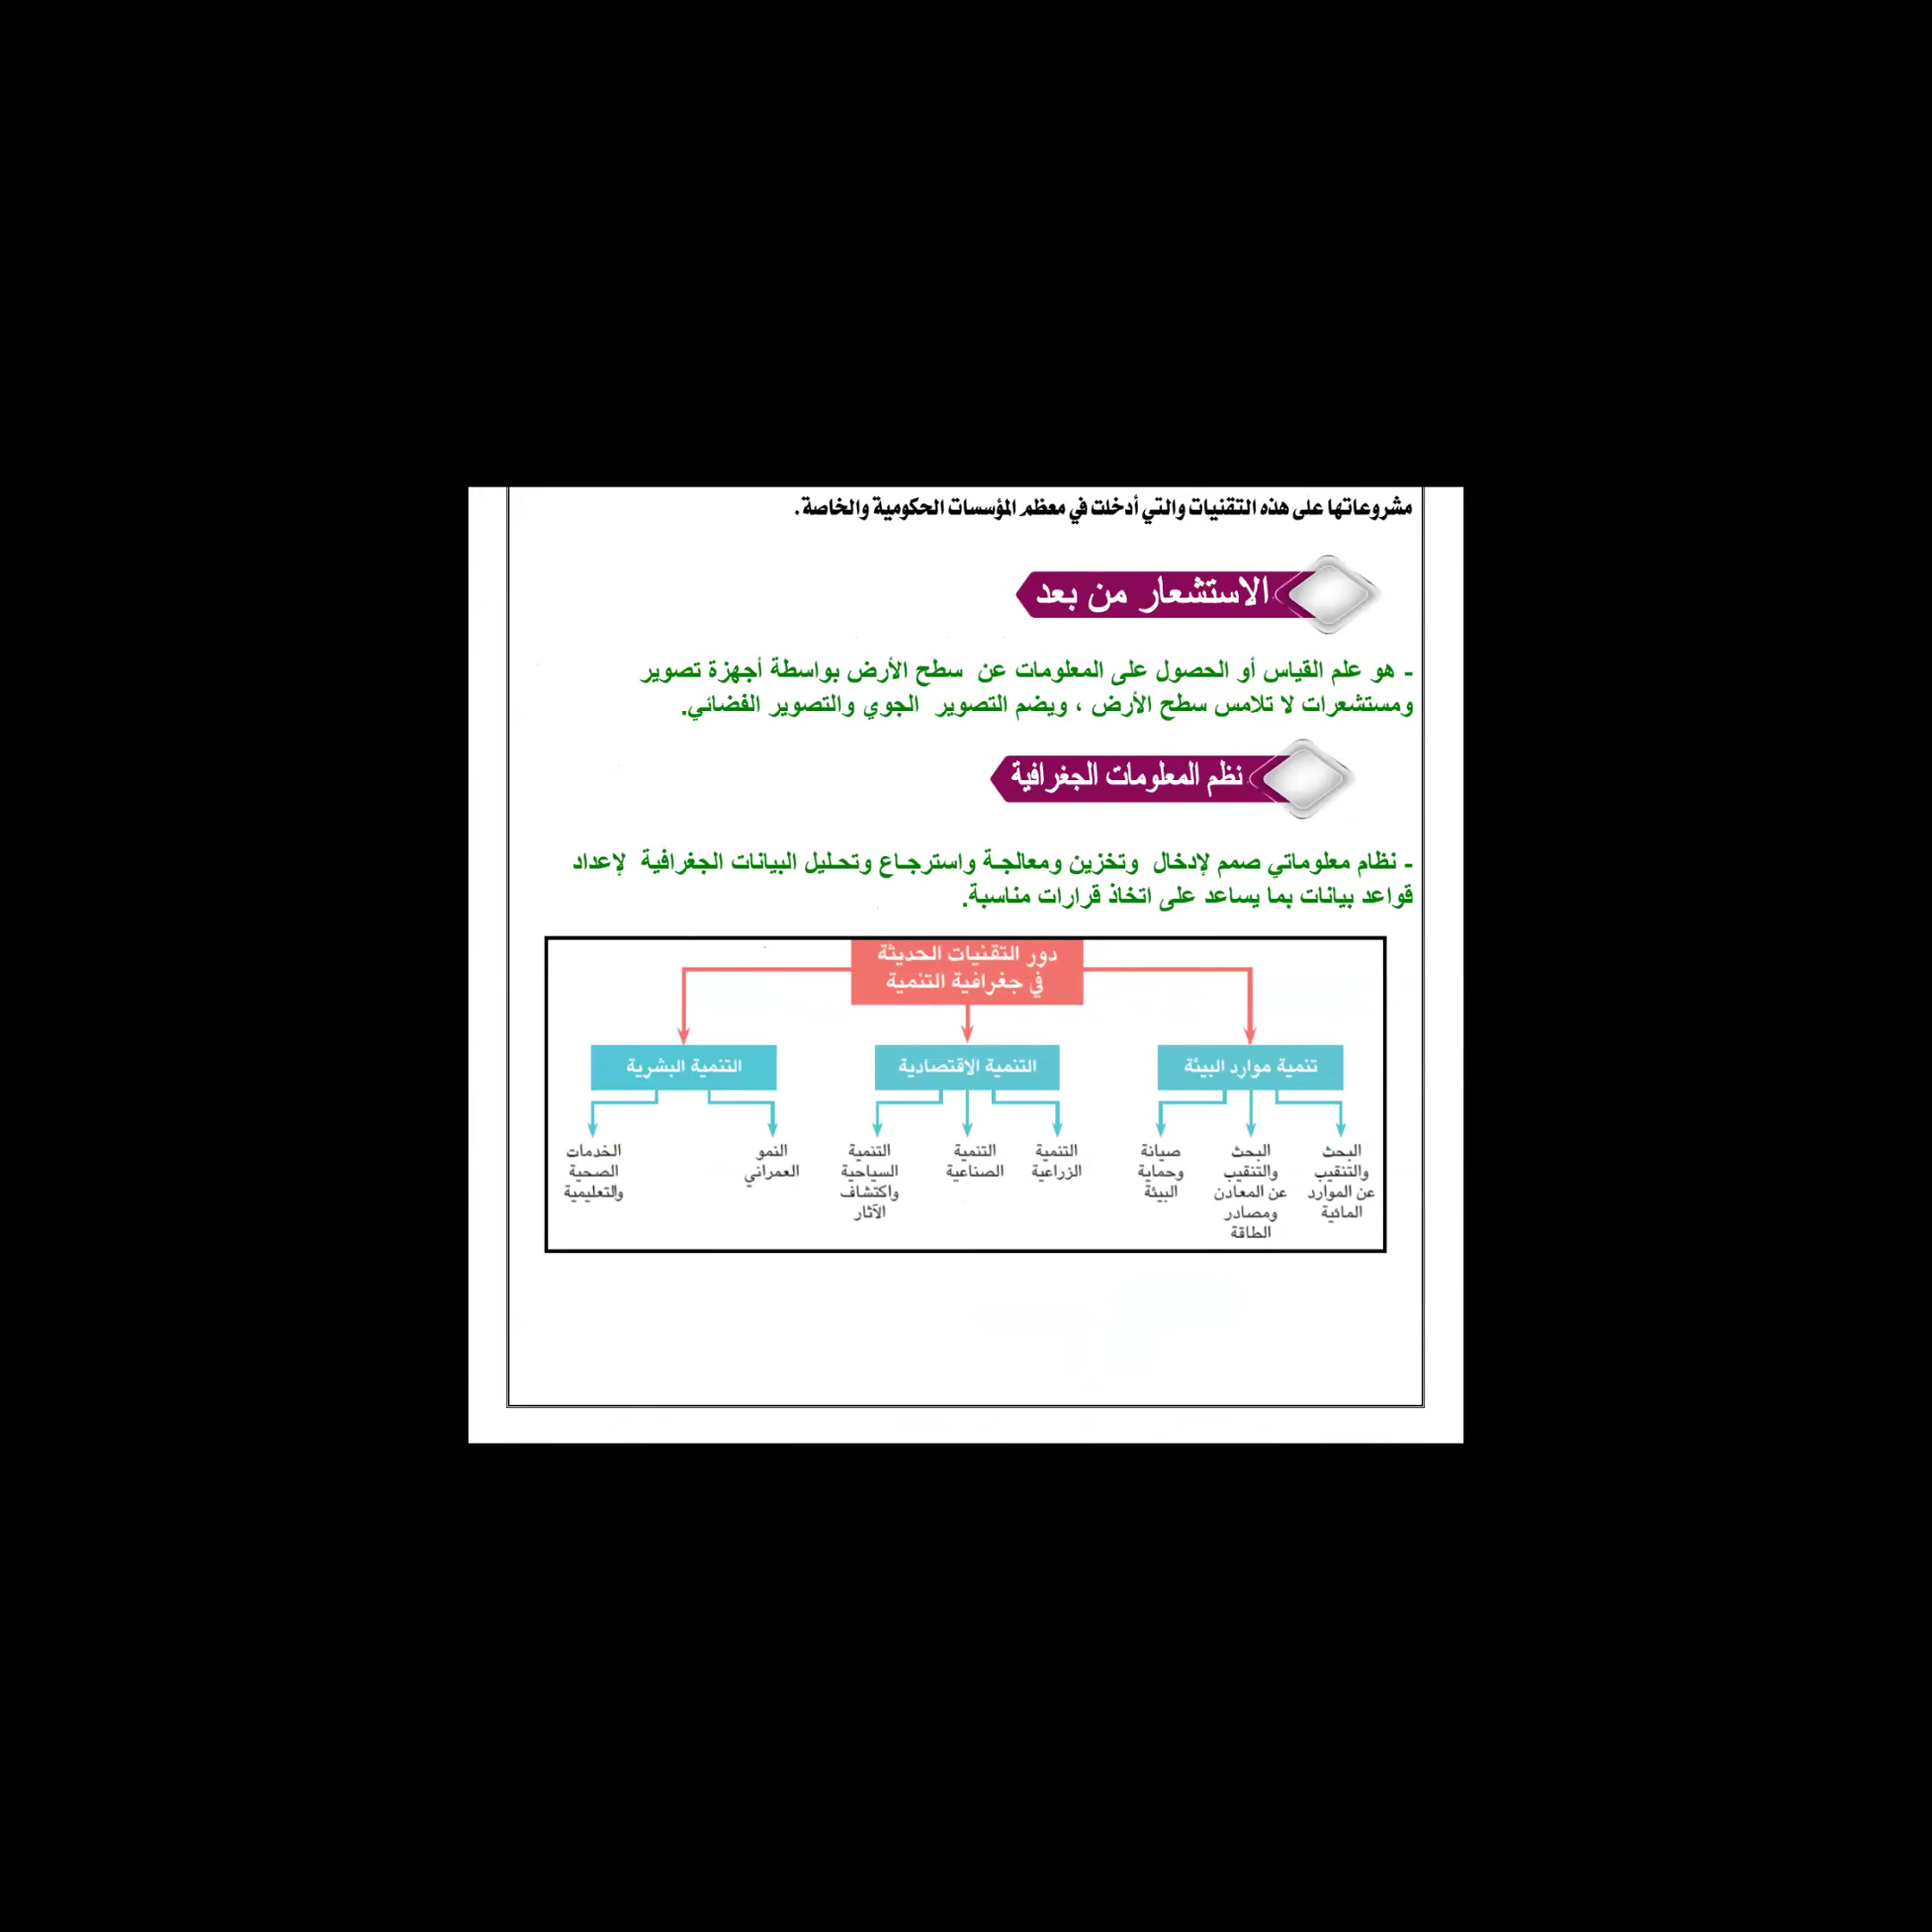 مشروعاتها على هذه التقنيات والتي أدخلت في معظم المؤسسات الحكومية والخاصة .
الاستشعار من بعد
- هو علم القياس أو الحصول على المعلومات عن سطح الأرض بواسطة أجهزة تصوير
ومستشعرات لا تلامس سطح الأرض ، ويضم التصوير الجوي والتصوير الفضائي.
نظم المعلومات الجغرافية
- نظام معلوماتي صمم لإدخال وتخزين ومعالجة واسترجاع وتحليل البيانات الجغرافية لإعداد
قواعد بيانات بما يساعد على اتخاذ قرارات مناسبة.
دور التقنيات الحديثة
في جغرافية التنمية
تنمية موارد البيئة
التنمية الاقتصادية
التنمية البشرية
البحث
والتنقيب
عن الموارد
المائية
البحث
والتنقيب
عن المعادن
ومصادر
الطاقة
صيانة
وحماية
البيئة
التنمية
الزراعية
التنمية
الصناعية
التنمية
السياحية
واكتشاف
الآثار
النمو
العمراني
الخدمات
الصحية
والتعليمية